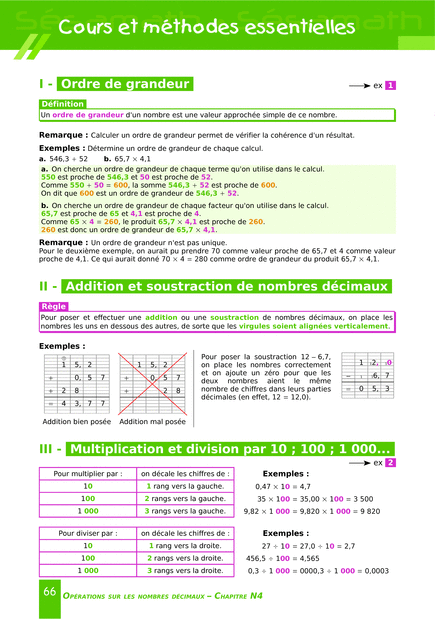 Cours et méthodes essentielles
I - Ordre de grandeur
ex 1
Définition
Un ordre de grandeur d'un nombre est une valeur approchée simple de ce nombre.
Remarque : Calculer un ordre de grandeur permet de vérifier la cohérence d'un résultat.
Exemples : Détermine un ordre de grandeur de chaque calcul.
a. 546,3 + 52 b. 65,7 × 4,1
a. On cherche un ordre de grandeur de chaque terme qu'on utilise dans le calcul.
550 est proche de 546,3 et 50 est proche de 52.
Comme 550 + 50 = 600, la somme 546,3 + 52 est proche de 600.
On dit que 600 est un ordre de grandeur de 546,3 + 52.
b. On cherche un ordre de grandeur de chaque facteur qu'on utilise dans le calcul.
65,7 est proche de 65 et 4,1 est proche de 4.
Comme 65 × 4 = 260, le produit 65,7 × 4,1 est proche de 260.
260 est donc un ordre de grandeur de 65,7 × 4,1.
Remarque : Un ordre de grandeur n'est pas unique.
Pour le deuxième exemple, on aurait pu prendre 70 comme valeur proche de 65,7 et 4 comme valeur
proche de 4,1. Ce qui aurait donné 70 × 4 = 280 comme ordre de grandeur du produit 65,7 × 4,1.
II - Addition et soustraction de nombres décimaux
Règle
Pour poser et effectuer une addition ou une soustraction de nombres décimaux, on place les
nombres les uns en dessous des autres, de sorte que les virgules soient alignées verticalement.
Exemples :
1 5, 2
+ 0, 5 7
+ 2 8
= 4 3, 7 7
Addition bien posée
1 5, 2
+ 0, 5 7
+ 2 8
Addition mal posée
Pour poser la soustraction 12 – 6,7,
on place les nombres correctement
et on ajoute un zéro pour que les
deux nombres aient le même
nombre de chiffres dans leurs parties
décimales (en effet, 12 = 12,0).
1 2, 0
– 6, 7
= 0 5, 3
III - Multiplication et division par 10 ; 100 ; 1 000...
ex 2
Pour multiplier par : on décale les chiffres de :
10 1 rang vers la gauche.
100 2 rangs vers la gauche.
1 000 3 rangs vers la gauche.
Exemples :
0,47 × 10 = 4,7
35 × 100 = 35,00 × 100 = 3 500
9,82 × 1 000 = 9,820 × 1 000 = 9 820
Pour diviser par : on décale les chiffres de :
10 1 rang vers la droite.
100 2 rangs vers la droite.
1 000 3 rangs vers la droite.
Exemples :
27 ÷ 10 = 27,0 ÷ 10 = 2,7
456,5 ÷ 100 = 4,565
0,3 ÷ 1 000 = 0000,3 ÷ 1 000 = 0,0003
66 Opérations sur les nombres décimaux – Chapitre N4